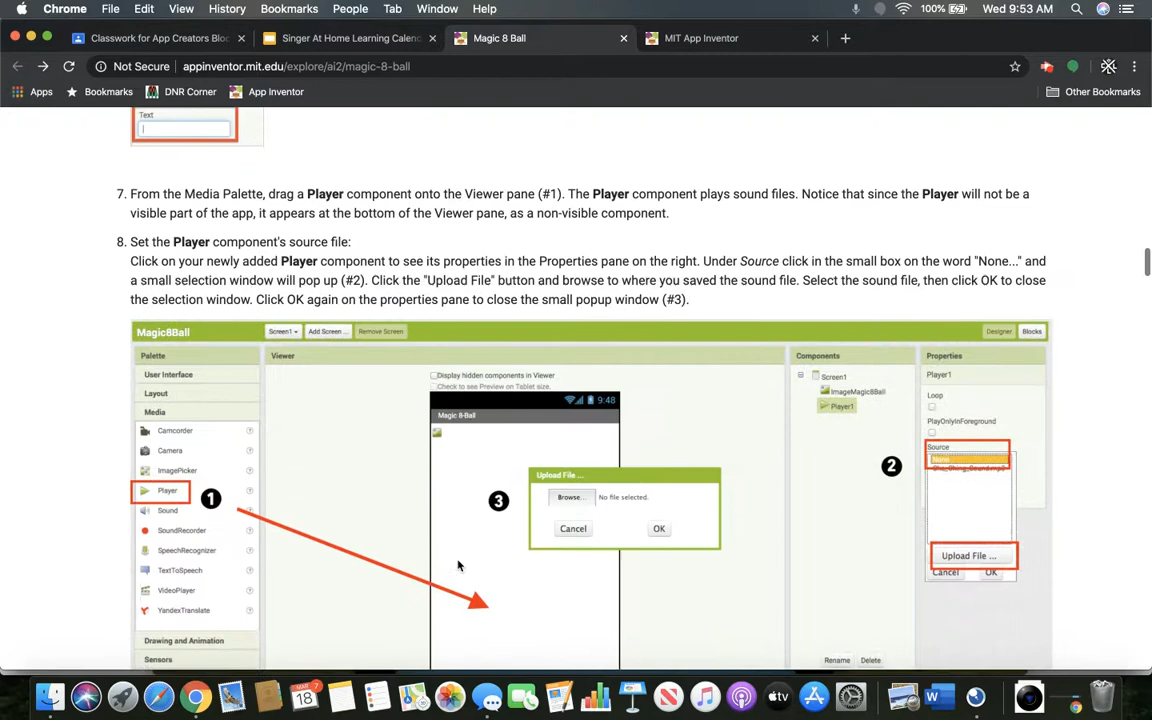 Chrome File Edit View History Bookmarks People Tab Window Help 100% Wed 9:53 AM
Classwork for App Creators Blo Singer At Home Learning Calend Magic 8 Ball MIT App Inventor
Not Secure appinventor.mit.edu/explore/ai2/magic-8-ball
Apps Bookmarks DNR Corner App Inventor Other Bookmarks
Text
7. From the Media Palette, drag a Player component onto the Viewer pane (#1). The Player component plays sound files. Notice that since the Player will not be a
visible part of the app, it appears at the bottom of the Viewer pane, as a non-visible component.
8. Set the Player component's source file:
Click on your newly added Player component to see its properties in the Properties pane on the right. Under Source click in the small box on the word "None..." and
a small selection window will pop up (#2). Click the "Upload File" button and browse to where you saved the sound file. Select the sound file, then click OK to close
the selection window. Click OK again on the properties pane to close the small popup window (#3).
Magic8Ball Screen1 Add Screen ... Remove Screen Designer Blocks
Palette Viewer Components Properties
User Interface
Layout
Media
Camcorder
Camera
ImagePicker
Player
Sound
SoundRecorder
SpeechRecognizer
TextToSpeech
VideoPlayer
YandexTranslate
Drawing and Animation
Sensors
1
Display hidden components in Viewer
Check to see Preview on Tablet size.
9:48
Magic 8-Ball
3
Upload File ...
Browse... No file selected.
Cancel OK
Screen1
ImageMagic8Ball
Player1
Rename Delete
2
Player1
Loop
PlayOnlyInForeground
Source
None
Upload File ...
Cancel OK
18
tv